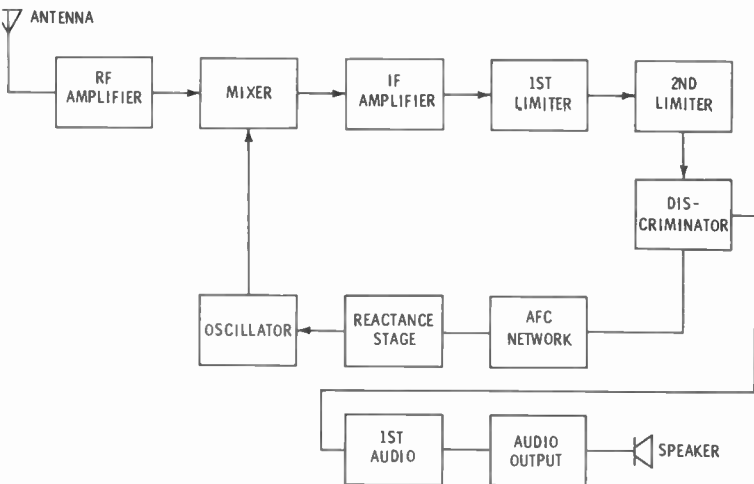 ANTENNA
RF
AMPLIFIER
MIXER
IF
AMPLIFIER
1ST
LIMITER
2ND
LIMITER
DIS-
CRIMINATOR
OSCILLATOR
REACTANCE
STAGE
AFC
NETWORK
1ST
AUDIO
AUDIO
OUTPUT
SPEAKER